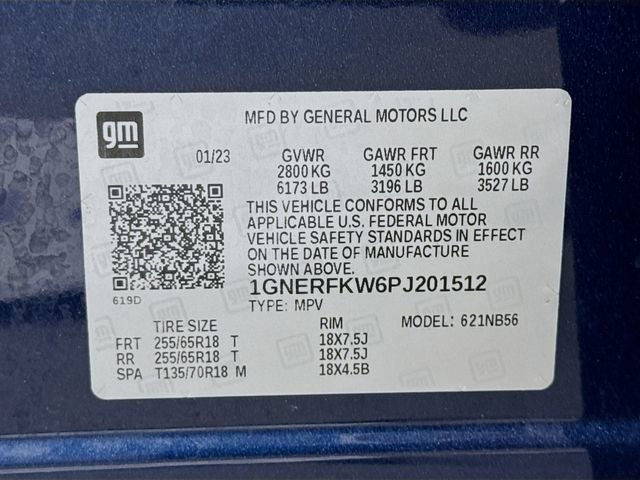 gm
MFD BY GENERAL MOTORS LLC
01/23 GVWR GAWR FRT GAWR RR
2800 KG 1450 KG 1600 KG
6173 LB 3196 LB 3527 LB
THIS VEHICLE CONFORMS TO ALL
APPLICABLE U.S. FEDERAL MOTOR
VEHICLE SAFETY STANDARDS IN EFFECT
ON THE DATE OF MANUFACTURE
SHOWN ABOVE.
619D 1GNERFKW6PJ201512
TYPE: MPV
TIRE SIZE RIM MODEL: 621NB56
FRT 255/65R18 T 18X7.5J
RR 255/65R18 T 18X7.5J
SPA T135/70R18 M 18X4.5B